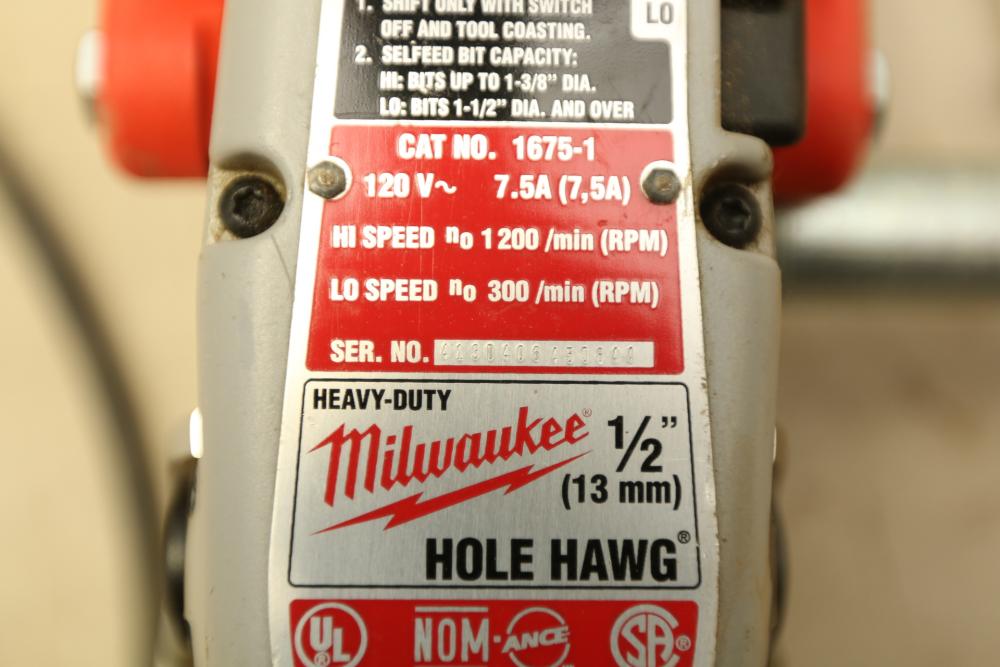 1. SHIFT ONLY WITH SWITCH
OFF AND TOOL COASTING.
2. SELFEED BIT CAPACITY:
HI: BITS UP TO 1-3/8" DIA.
LO: BITS 1-1/2" DIA. AND OVER
LO
CAT NO. 1675-1
120 V~ 7.5A (7,5A)
HI SPEED no 1200 /min (RPM)
LO SPEED no 300 /min (RPM)
SER. NO.
HEAVY-DUTY
Milwaukee® 1/2"
(13 mm)
HOLE HAWG®
UL® NOM-ANCE SA®